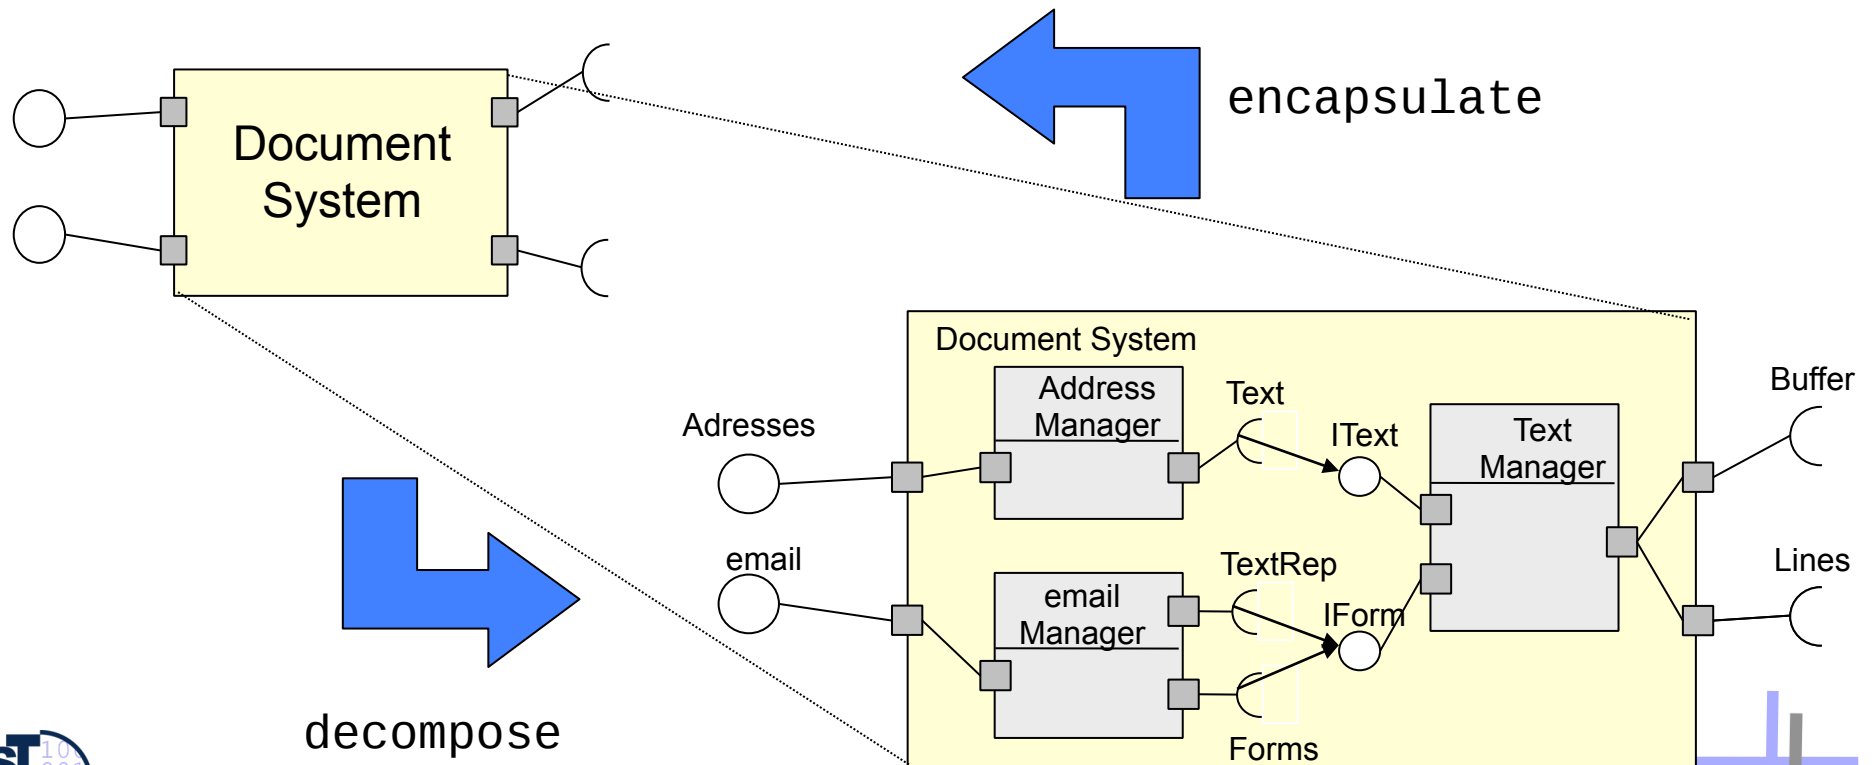 encapsulate
Document
System
Document System
Address
Manager
Text
IText
Text
Manager
Buffer
Adresses
email
TextRep
IForm
email
Manager
Lines
Forms
decompose